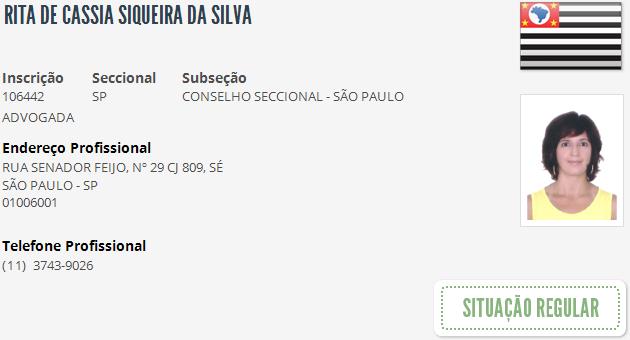 RITA DE CASSIA SIQUEIRA DA SILVA
Inscrição Seccional Subseção
106442 SP CONSELHO SECCIONAL - SÃO PAULO
ADVOGADA
Endereço Profissional
RUA SENADOR FEIJO, Nº 29 CJ 809, SÉ
SÃO PAULO - SP
01006001
Telefone Profissional
(11) 3743-9026
SITUAÇÃO REGULAR